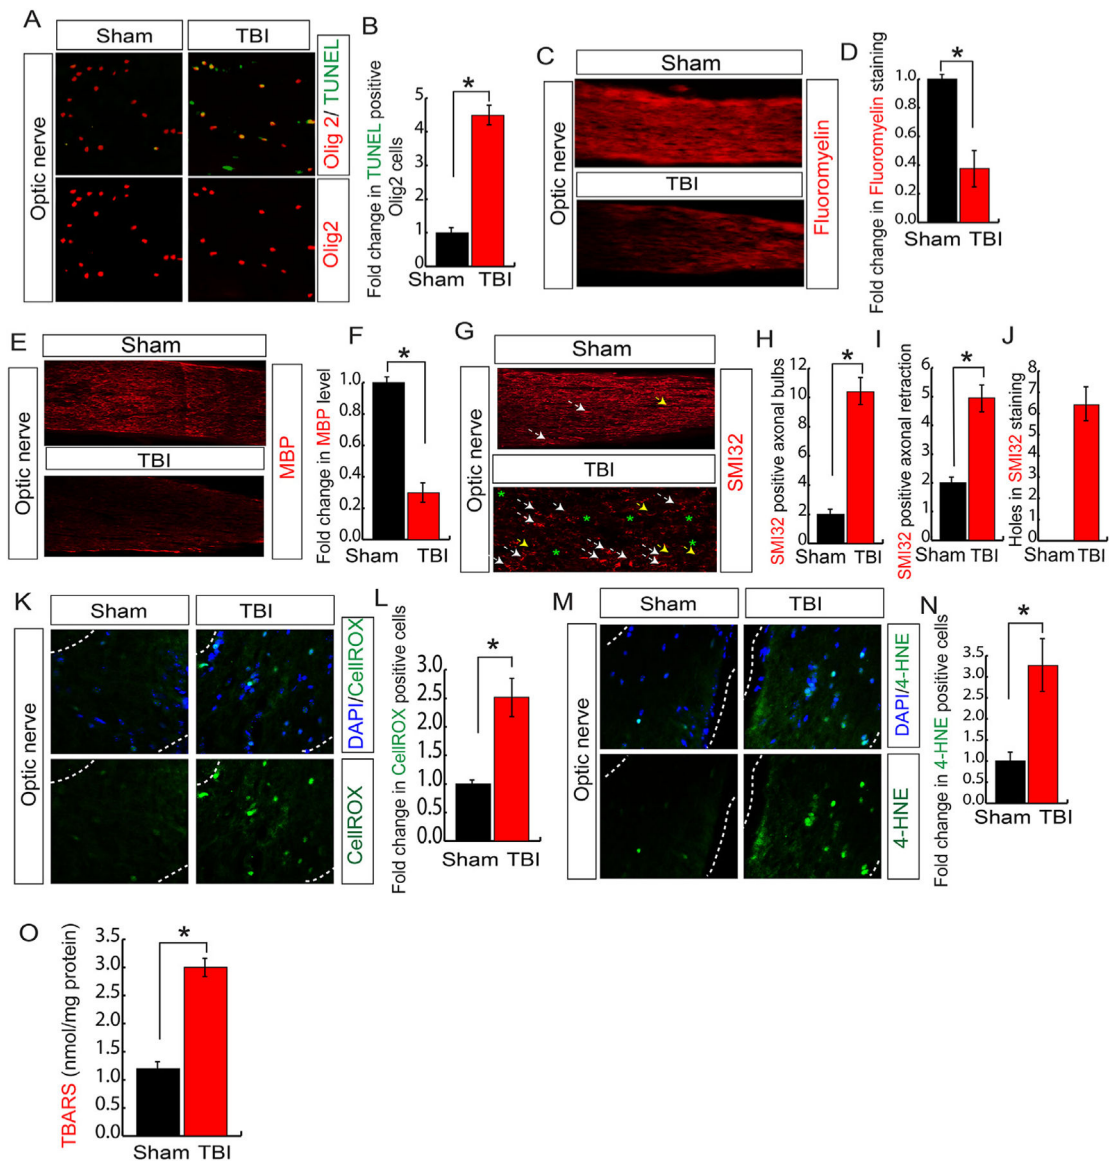 A
Sham
TBI
Optic nerve
Olig 2/ TUNEL
Olig2
B
Fold change in TUNEL positive
Olig2 cells
*
5
4
3
2
1
0
Sham TBI
C
Sham
Optic nerve
TBI
Fluoromyelin
D
Fold change in Fluoromyelin staining
*
1.0
0.8
0.6
0.4
0.2
0.0
Sham TBI
E
Sham
Optic nerve
TBI
MBP
F
Fold change in MBP level
*
1.0
0.8
0.6
0.4
0.2
0.0
Sham TBI
G
Sham
Optic nerve
TBI
* * * * * *
SMI32
H
SMI32 positive axonal bulbs
*
12
10
8
6
4
2
0
Sham TBI
I
SMI32 positive axonal retraction
*
6
5
4
3
2
1
0
Sham TBI
J
Holes in SMI32
staining
8
6
4
2
0
Sham TBI
K
Sham
TBI
Optic nerve
DAPI/CellROX
CellROX
L
Fold change in CellROX positive cells
*
3.0
2.5
2.0
1.5
1.0
0.5
0.0
Sham TBI
M
Sham
TBI
Optic nerve
DAPI/4-HNE
4-HNE
N
Fold change in 4-HNE positive cells
*
3.5
3.0
2.5
1.5
1.0
0.5
0.0
Sham TBI
O
TBARS (nmol/mg protein)
*
3.5
3.0
2.5
2.0
1.5
1.0
0.5
0.0
Sham TBI